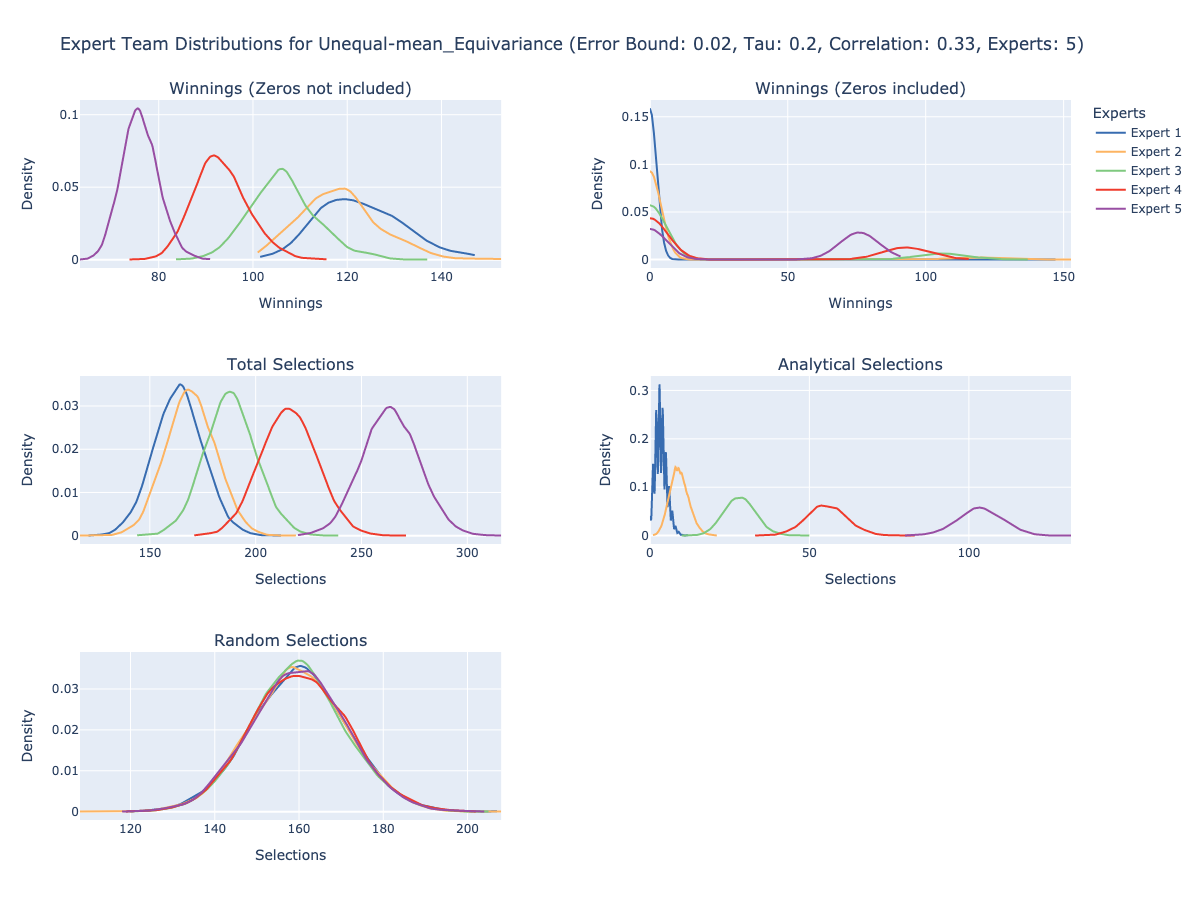 Expert Team Distributions for Unequal-mean_Equivariance (Error Bound: 0.02, Tau: 0.2, Correlation: 0.33, Experts: 5)
Winnings (Zeros not included)
0.1
0.05
0
Density
80
100
120
140
Winnings
Winnings (Zeros included)
0.15
0.1
0.05
0
Density
0
50
100
150
Winnings
Experts
Expert 1
Expert 2
Expert 3
Expert 4
Expert 5
Total Selections
0.03
0.02
0.01
0
Density
150
200
250
300
Selections
Analytical Selections
0.3
0.2
0.1
0
Density
0
50
100
Selections
Random Selections
0.03
0.02
0.01
0
Density
120
140
160
180
200
Selections